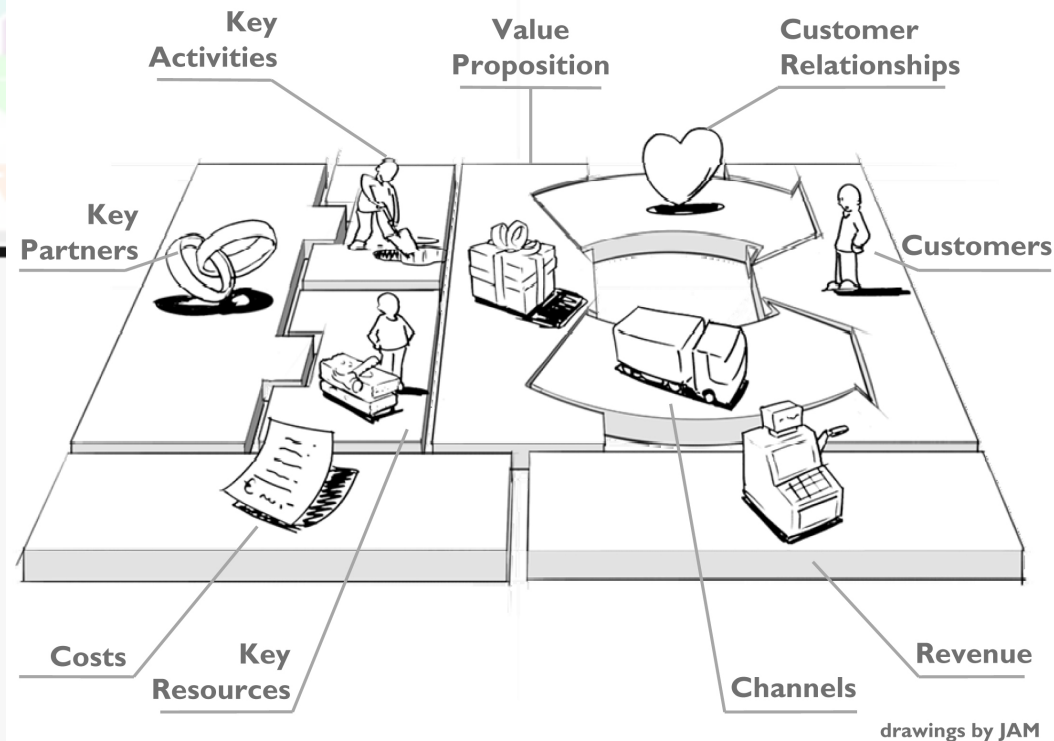 Key
Activities
Value
Proposition
Customer
Relationships
Key
Partners
Customers
Costs
Key
Resources
Channels
Revenue
drawings by JAM